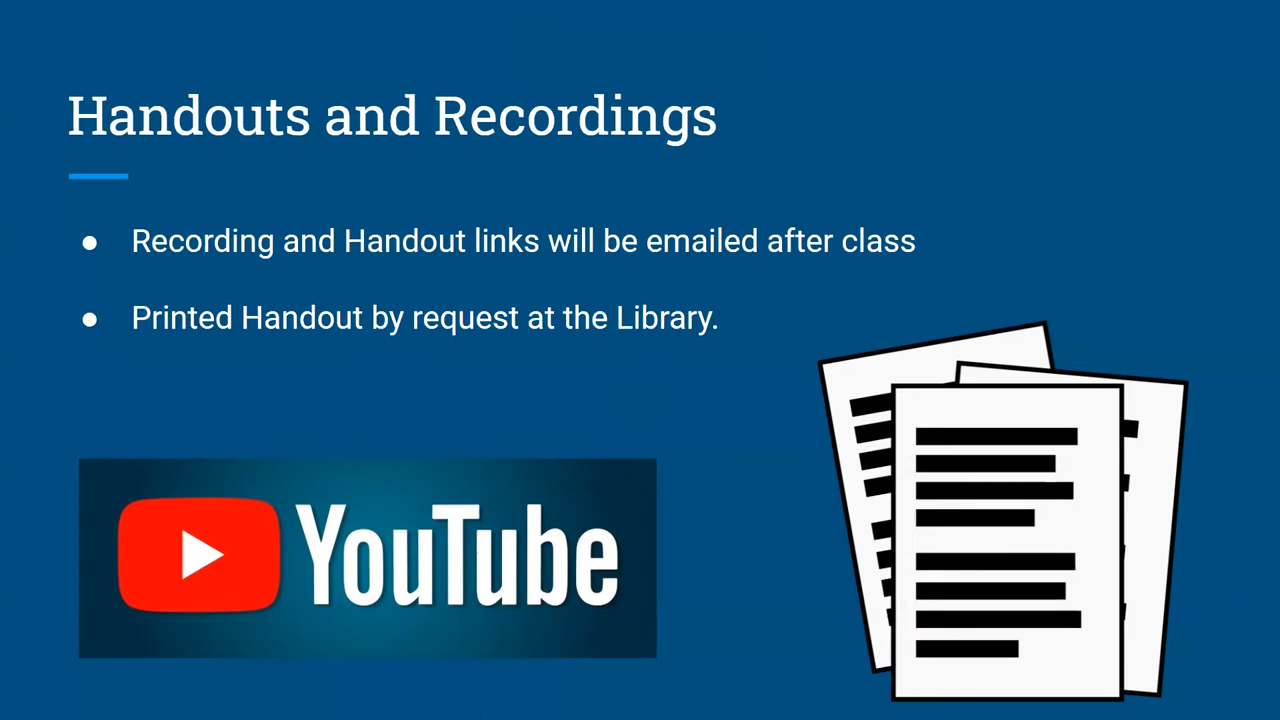 Handouts and Recordings
● Recording and Handout links will be emailed after class
● Printed Handout by request at the Library.
YouTube